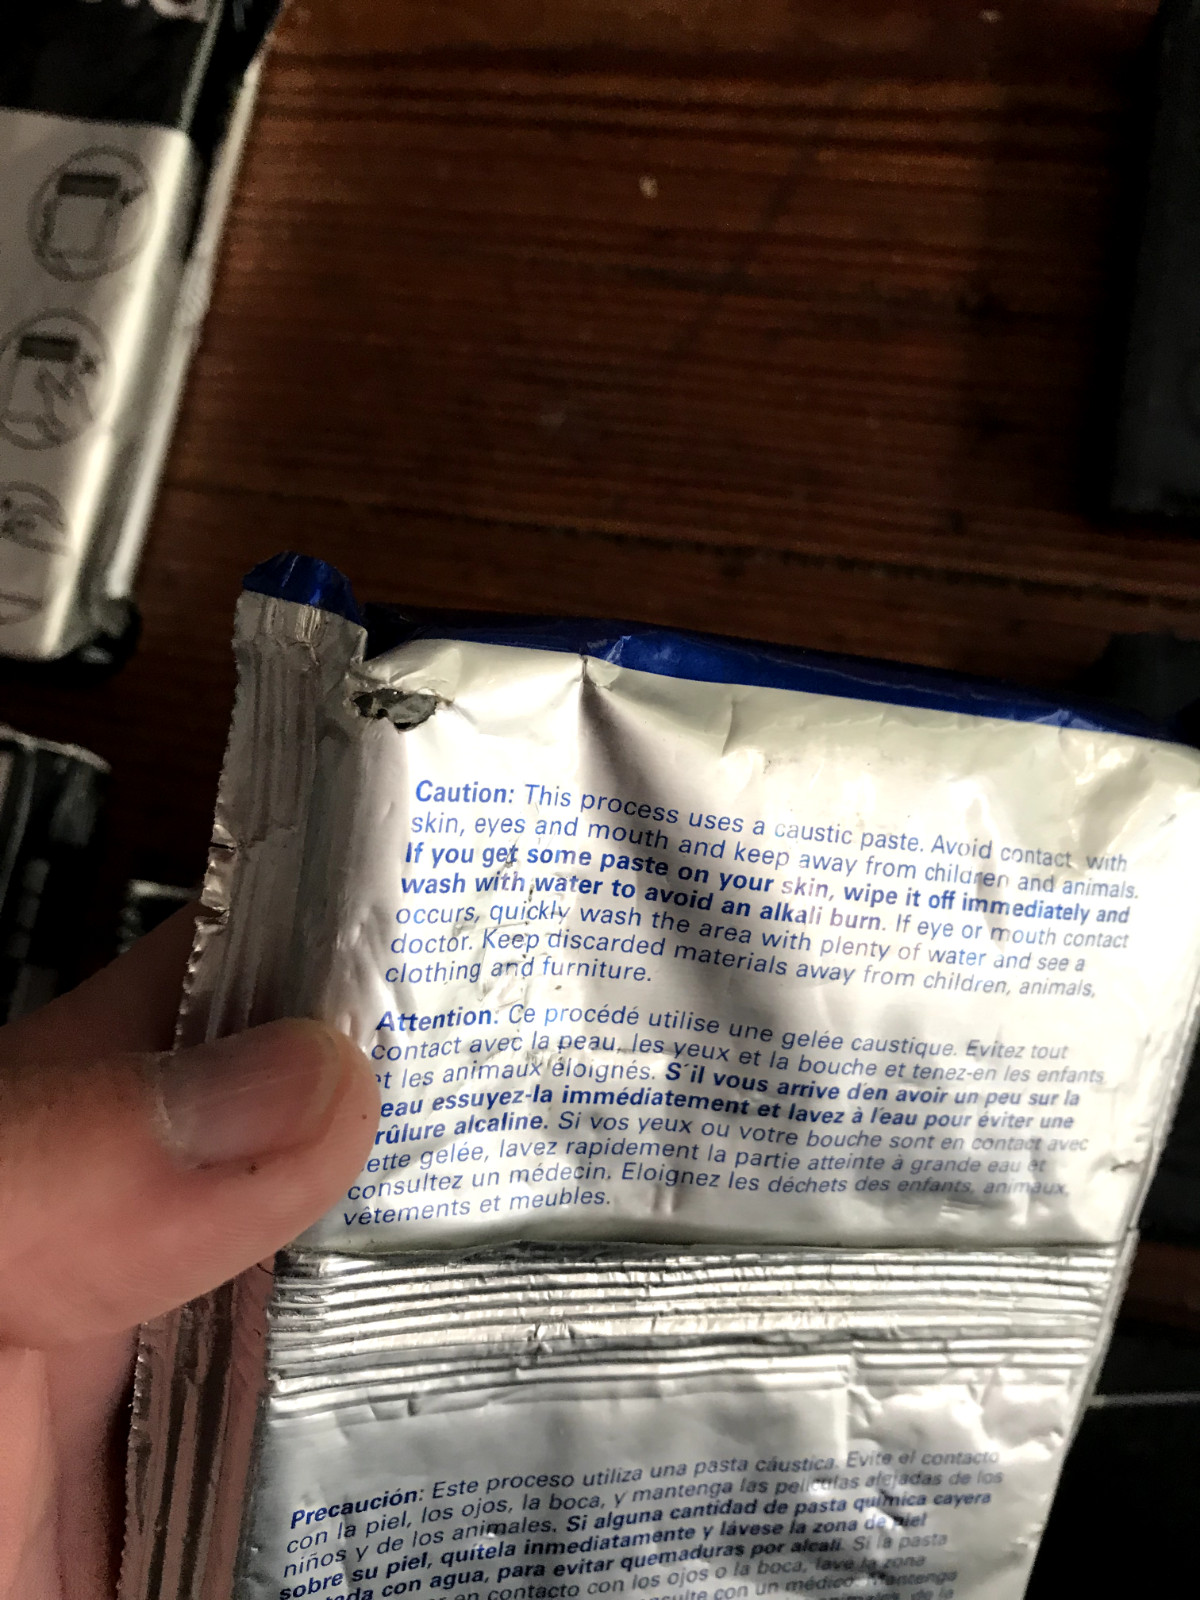 Caution: This process uses a caustic paste. Avoid contact with
skin, eyes and mouth and keep away from children and animals.
If you get some paste on your skin, wipe it off immediately and
wash with water to avoid an alkali burn. If eye or mouth contact
occurs, quickly wash the area with plenty of water and see a
doctor. Keep discarded materials away from children, animals,
clothing and furniture.
Attention: Ce procédé utilise une gelée caustique. Evitez tout
contact avec la peau, les yeux et la bouche et tenez-en les enfants
et les animaux éloignés. S'il vous arrive d'en avoir un peu sur la
eau essuyez-la immédiatement et lavez à l'eau pour éviter une
rûlure alcaline. Si vos yeux ou votre bouche sont en contact avec
ette gelée, lavez rapidement la partie atteinte à grande eau et
consultez un médecin. Eloignez les déchets des enfants, animaux,
vêtements et meubles.
Precaución: Este proceso utiliza una pasta cáustica. Evite el contacto
con la piel, los ojos, la boca, y mantenga las películas alejadas de los
niños y de los animales. Si alguna cantidad de pasta química cayera
sobre su piel, quítela inmediatamente y lávese la zona de piel
tada con agua, para evitar quemaduras por alcali. Si la pasta
en contacto con los ojos o la boca, lave la zona
sulte con un médico. Mantenga